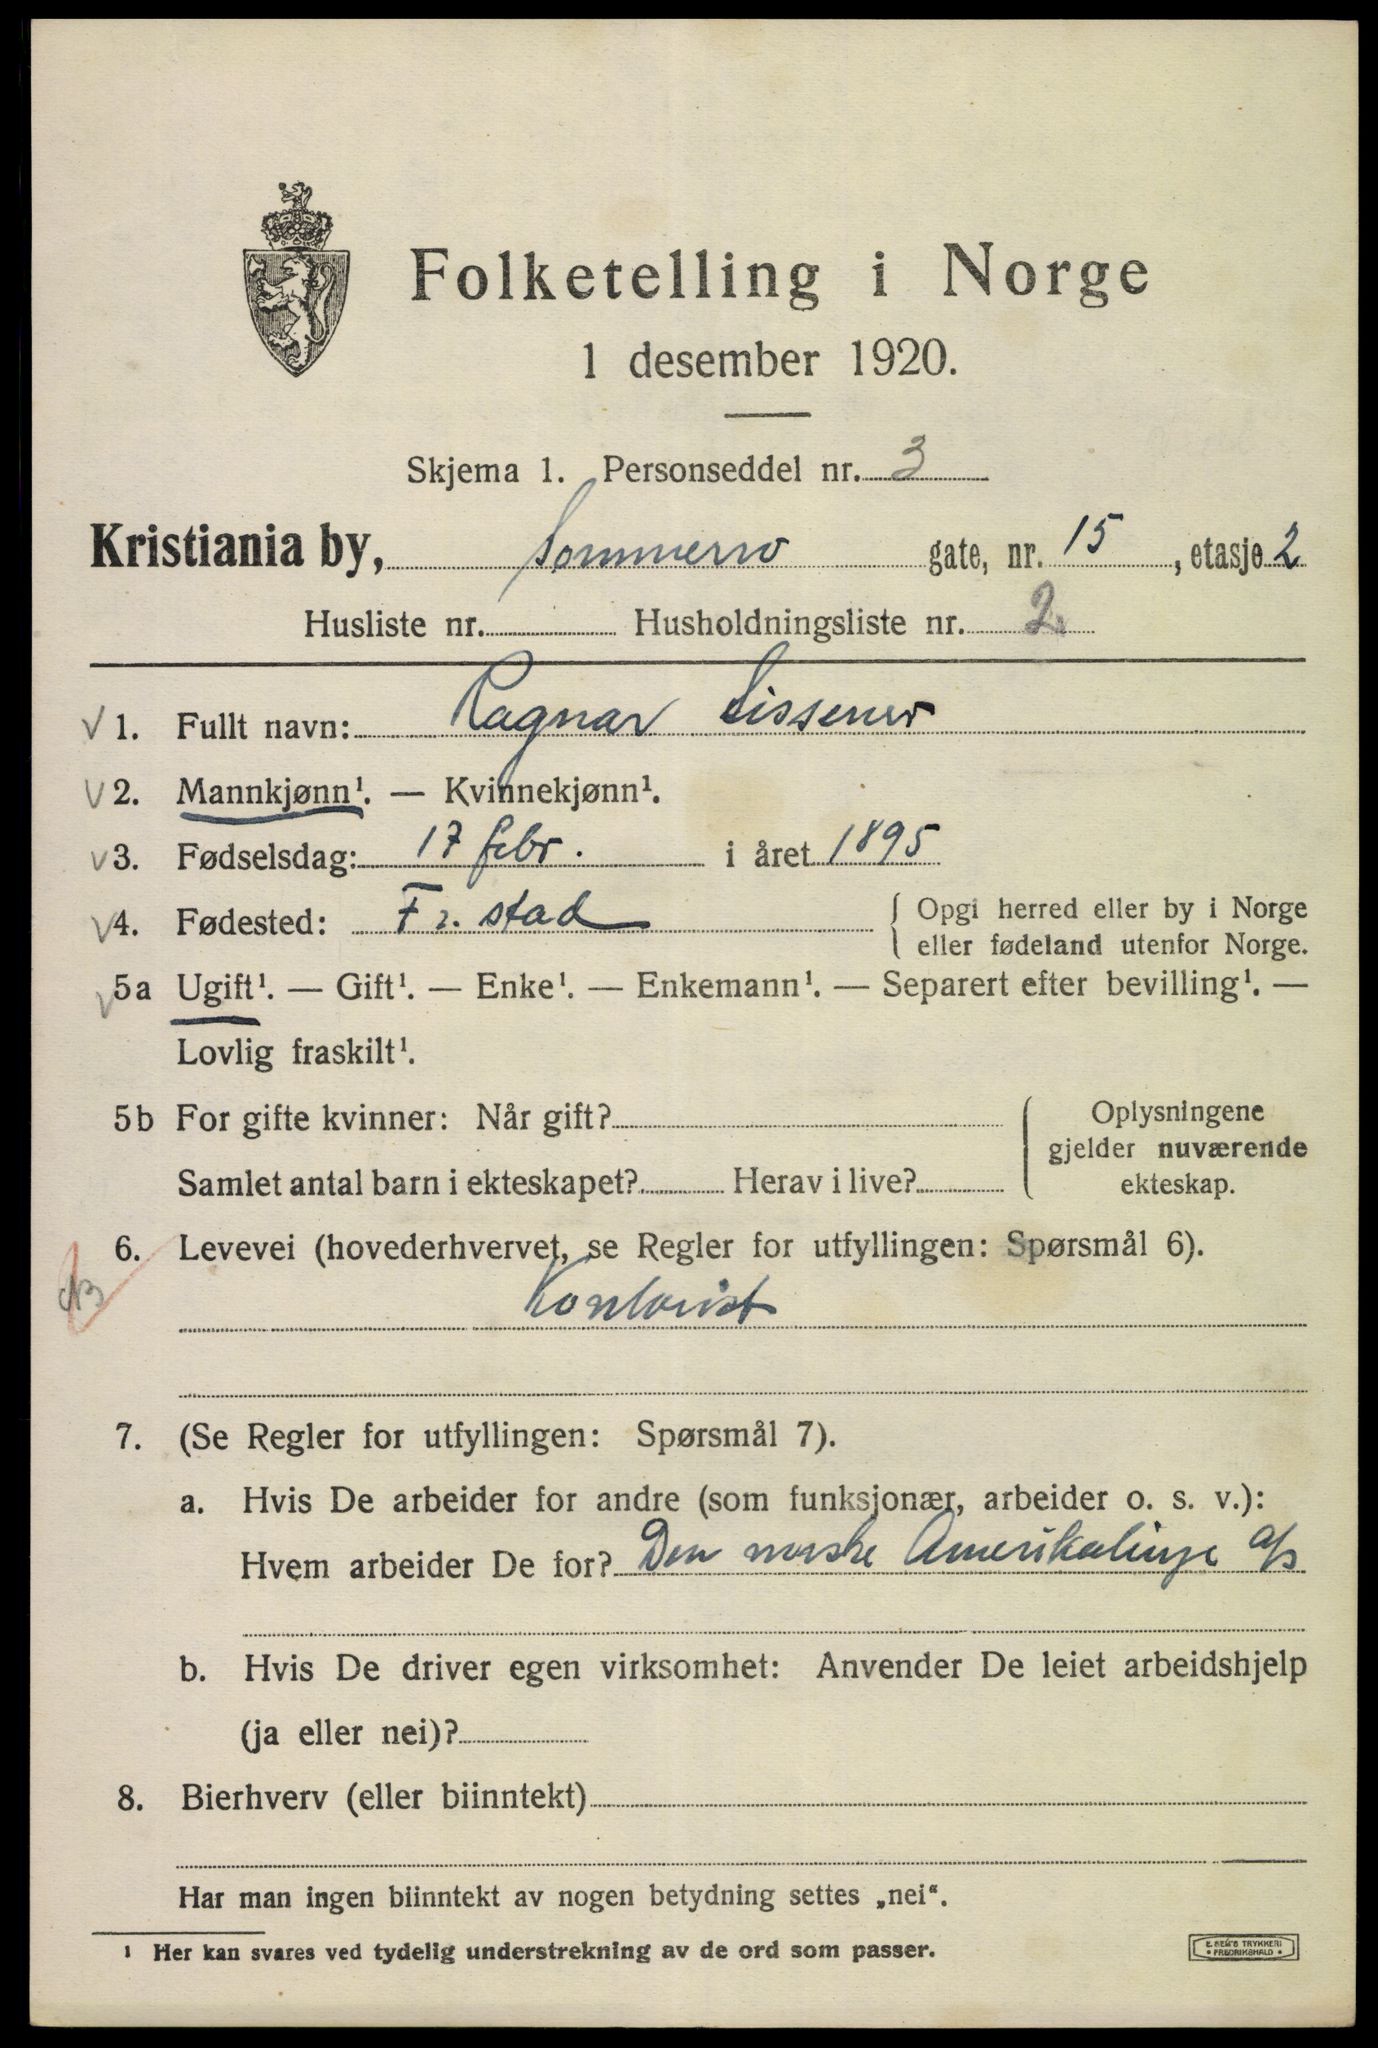 Folketelling i Norge
1 desember 1920.
Skjema 1. Personseddel nr. 3
Kristiania by, Sommerro gate, nr. 15, etasje 2
Husliste nr. Husholdningsliste nr. 2.
1. Fullt navn: Ragnar Sissener
2. Mannkjønn¹. — Kvinnekjønn¹.
3. Fødselsdag: 17 febr. i året 1895
4. Fødested: Fr. stad { Opgi herred eller by i Norge
eller fødeland utenfor Norge.
5a Ugift¹. — Gift¹. — Enke¹. — Enkemann¹. — Separert efter bevilling¹. —
Lovlig fraskilt¹.
5b For gifte kvinner: Når gift? Oplysningene
gjelder nuværende
Samlet antal barn i ekteskapet? Herav i live? ekteskap.
6. Levevei (hovederhvervet, se Regler for utfyllingen: Spørsmål 6).
Kontorist
7. (Se Regler for utfyllingen: Spørsmål 7).
a. Hvis De arbeider for andre (som funksjonær, arbeider o. s. v.):
Hvem arbeider De for? Den norske Amerikalinje a/s
b. Hvis De driver egen virksomhet: Anvender De leiet arbeidshjelp
(ja eller nei)?
8. Bierhverv (eller biinntekt)
Har man ingen biinntekt av nogen betydning settes „nei“.
¹ Her kan svares ved tydelig understrekning av de ord som passer.
E. SEM'S TRYKKERI
• FREDRIKSHALD •